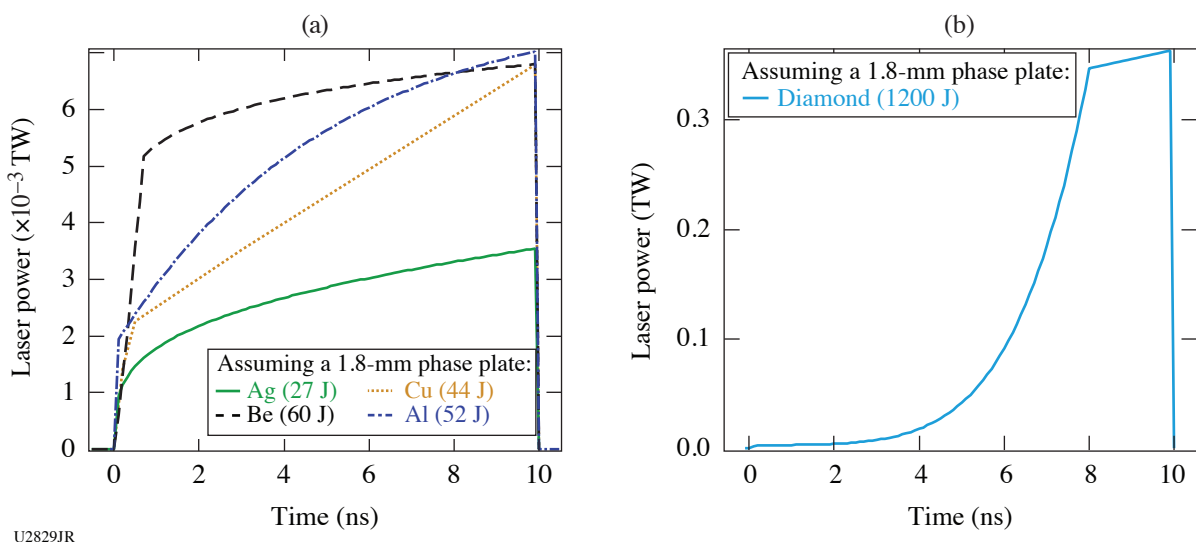 (a)
Laser power (×10⁻³ TW)
6
5
4
3
2
1
0
Assuming a 1.8-mm phase plate:
Ag (27 J) Cu (44 J)
Be (60 J) Al (52 J)
0 2 4 6 8 10
Time (ns)
(b)
Laser power (TW)
0.3
0.2
0.1
0.0
Assuming a 1.8-mm phase plate:
Diamond (1200 J)
0 2 4 6 8 10
Time (ns)
U2829JR